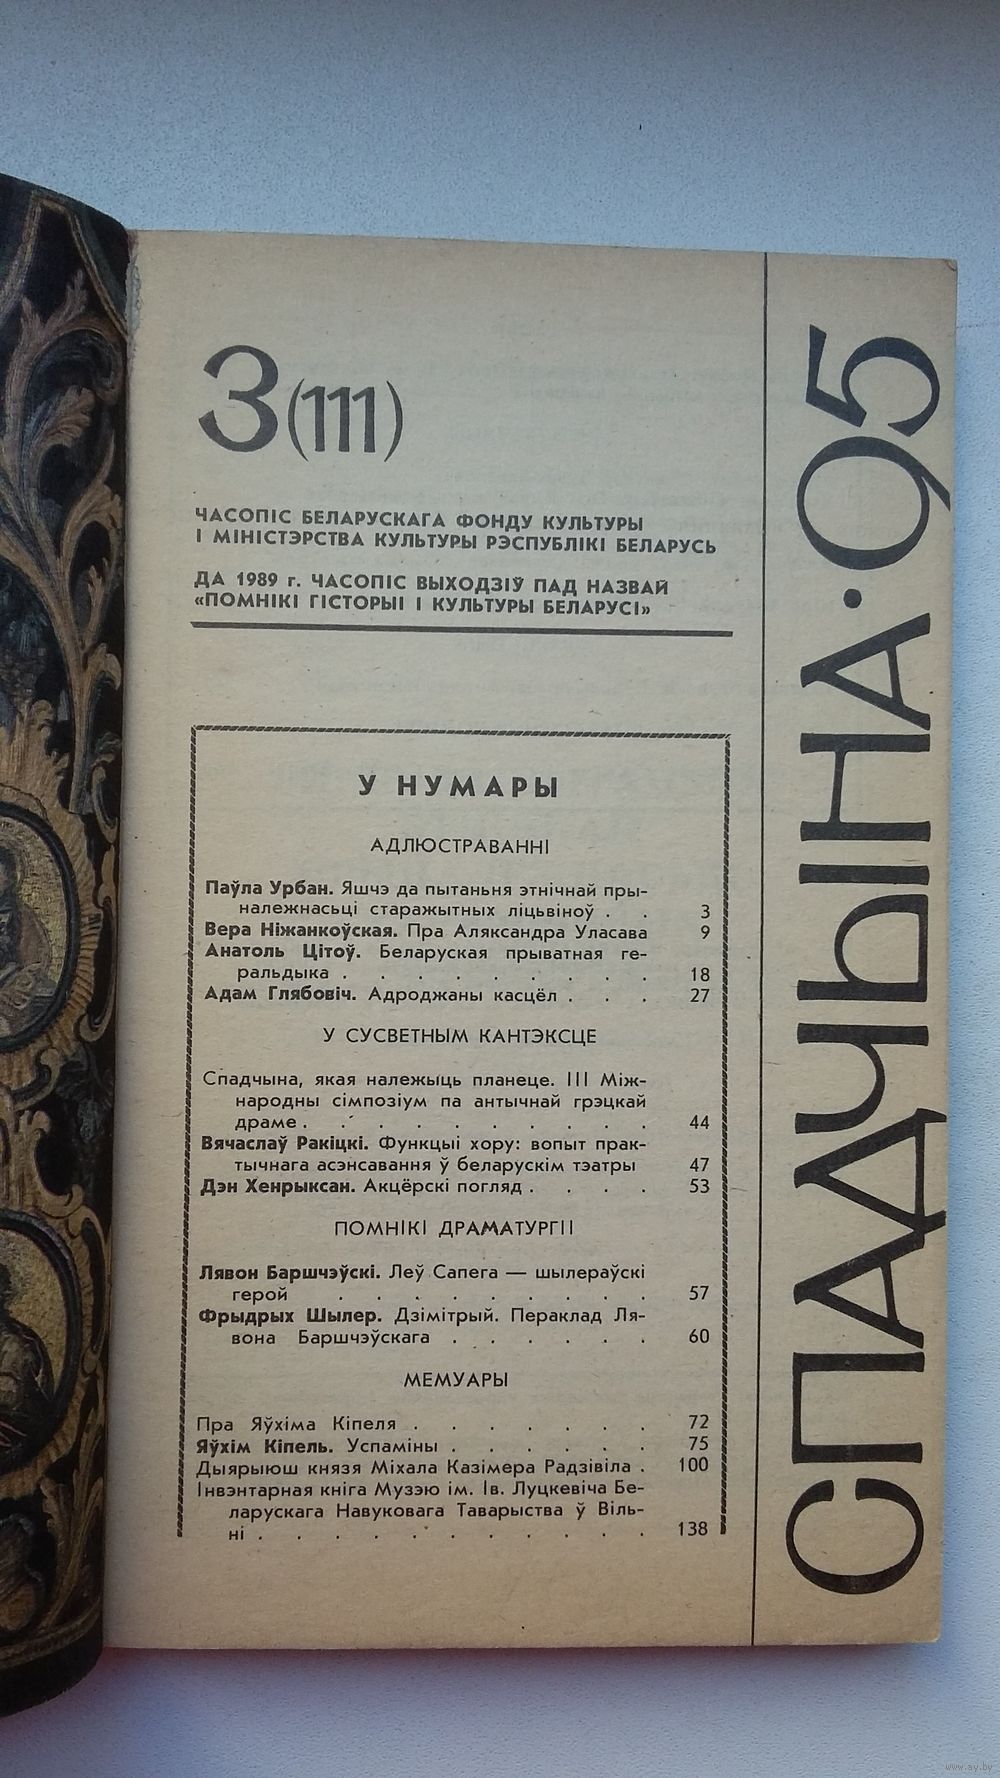 3(111)
ЧАСОПІС БЕЛАРУСКАГА ФОНДУ КУЛЬТУРЫ
І МІНІСТЭРСТВА КУЛЬТУРЫ РЭСПУБЛІКІ БЕЛАРУСЬ
ДА 1989 г. ЧАСОПІС ВЫХОДЗІЎ ПАД НАЗВАЙ
«ПОМНІКІ ГІСТОРЫІ І КУЛЬТУРЫ БЕЛАРУСІ»
У НУМАРЫ
АДЛЮСТРАВАННІ
Паўла Урбан. Яшчэ да пытаньня этнічнай пры-
належнасьці старажытных ліцьвіноў . . 3
Вера Ніжанкоўская. Пра Аляксандра Уласава 9
Анатоль Цітоў. Беларуская прыватная ге-
ральдыка . . . . . . . . . 18
Адам Глябовіч. Адроджаны касцёл . . . 27
У СУСВЕТНЫМ КАНТЭКСЦЕ
Спадчына, якая належыць планеце. III Між-
народны сімпозіум па антычнай грэцкай
драме . . . . . . . . . . 44
Вячаслаў Ракіцкі. Функцыі хору: вопыт прак-
тычнага асэнсавання ў беларускім тэатры 47
Дэн Хенрыксан. Акцёрскі погляд . . . . 53
ПОМНІКІ ДРАМАТУРГІІ
Лявон Баршчэўскі. Леў Сапега — шылераўскі
герой . . . . . . . . . 57
Фрыдрых Шылер. Дзімітрый. Пераклад Ля-
вона Баршчэўскага . . . . . . 60
МЕМУАРЫ
Пра Яўхіма Кіпеля . . . . . . . 72
Яўхім Кіпель. Успаміны . . . . . . 75
Дыярыюш князя Міхала Казімера Радзівіла . 100
Інвэнтарная кніга Музэю ім. Ів. Луцкевіча Бе-
ларускага Навуковага Таварыства ў Віль-
ні . . . . . . . . . . . 138
СПАДЧЫНА·95
www.ay.by